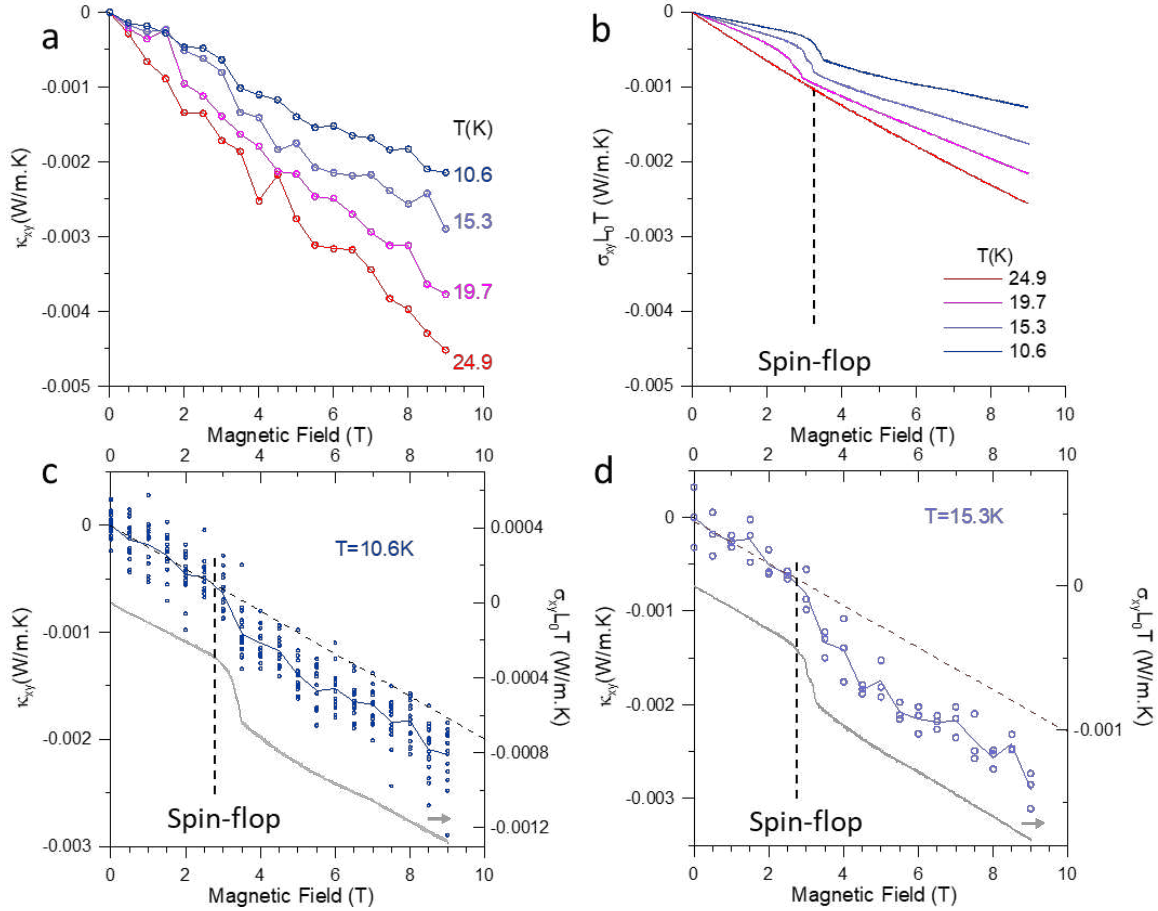 a
0
-0.001
-0.002
-0.003
-0.004
-0.005
κxy(W/m.K)
T(K)
10.6
15.3
19.7
24.9
0 2 4 6 8 10
Magnetic Field (T)
b
0
-0.001
-0.002
-0.003
-0.004
-0.005
σxyL0T (W/m.K)
Spin-flop
T(K)
24.9
19.7
15.3
10.6
0 2 4 6 8 10
Magnetic Field (T)
c
0 2 4 6 8 10
0
-0.001
-0.002
-0.003
κxy(W/m.K)
T=10.6K
Spin-flop
0.0004
0
-0.0004
-0.0008
-0.0012
σxyL0T (W/m.K)
0 2 4 6 8 10
Magnetic Field (T)
d
0 2 4 6 8 10
0
-0.001
-0.002
-0.003
κxy(W/m.K)
T=15.3K
Spin-flop
0
-0.001
σxyL0T (W/m.K)
0 2 4 6 8 10
Magnetic Field (T)